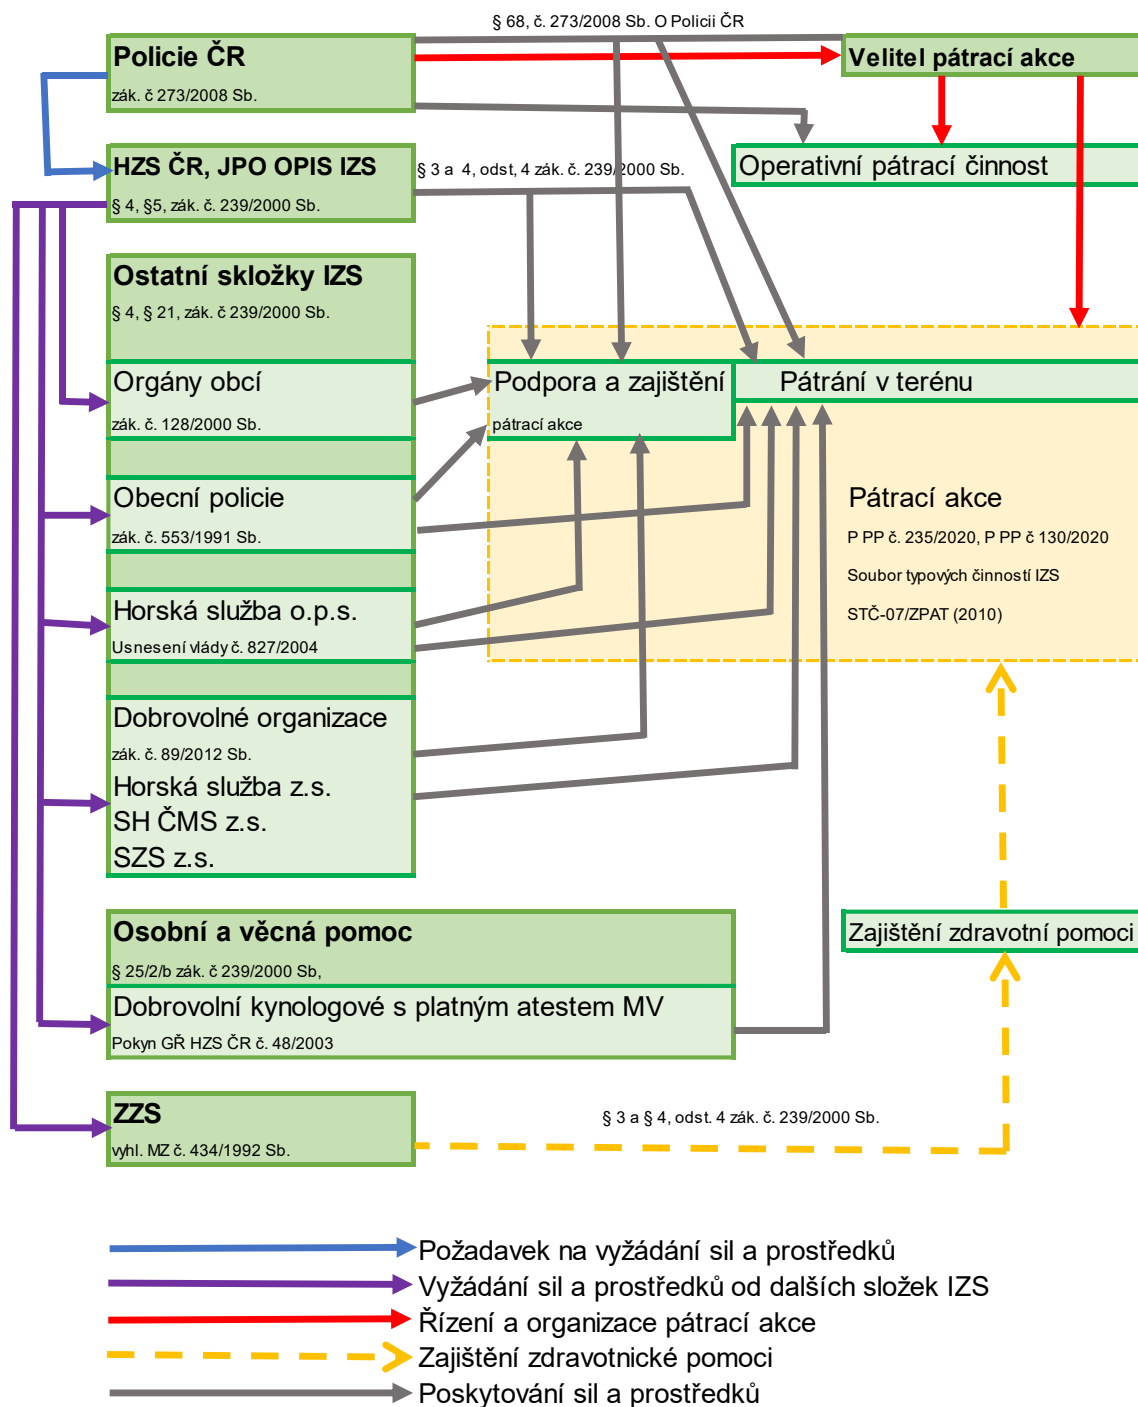 § 68, č. 273/2008 Sb. O Policii ČR
Policie ČR
zák. č 273/2008 Sb.
Velitel pátrací akce
HZS ČR, JPO OPIS IZS
§ 4, §5, zák. č. 239/2000 Sb.
§ 3 a 4, odst, 4 zák. č. 239/2000 Sb.
Operativní pátrací činnost
Ostatní skložky IZS
§ 4, § 21, zák. č 239/2000 Sb.
Orgány obcí
zák. č. 128/2000 Sb.
Podpora a zajištění
pátrací akce
Pátrání v terénu
Obecní policie
zák. č. 553/1991 Sb.
Pátrací akce
P PP č. 235/2020, P PP č 130/2020
Soubor typových činností IZS
STČ-07/ZPAT (2010)
Horská služba o.p.s.
Usnesení vlády č. 827/2004
Dobrovolné organizace
zák. č. 89/2012 Sb.
Horská služba z.s.
SH ČMS z.s.
SZS z.s.
Osobní a věcná pomoc
§ 25/2/b zák. č 239/2000 Sb,
Dobrovolní kynologové s platným atestem MV
Pokyn GŘ HZS ČR č. 48/2003
Zajištění zdravotní pomoci
ZZS
vyhl. MZ č. 434/1992 Sb.
§ 3 a § 4, odst. 4 zák. č. 239/2000 Sb.
Požadavek na vyžádání sil a prostředků
Vyžádání sil a prostředků od dalších složek IZS
Řízení a organizace pátrací akce
Zajištění zdravotnické pomoci
Poskytování sil a prostředků